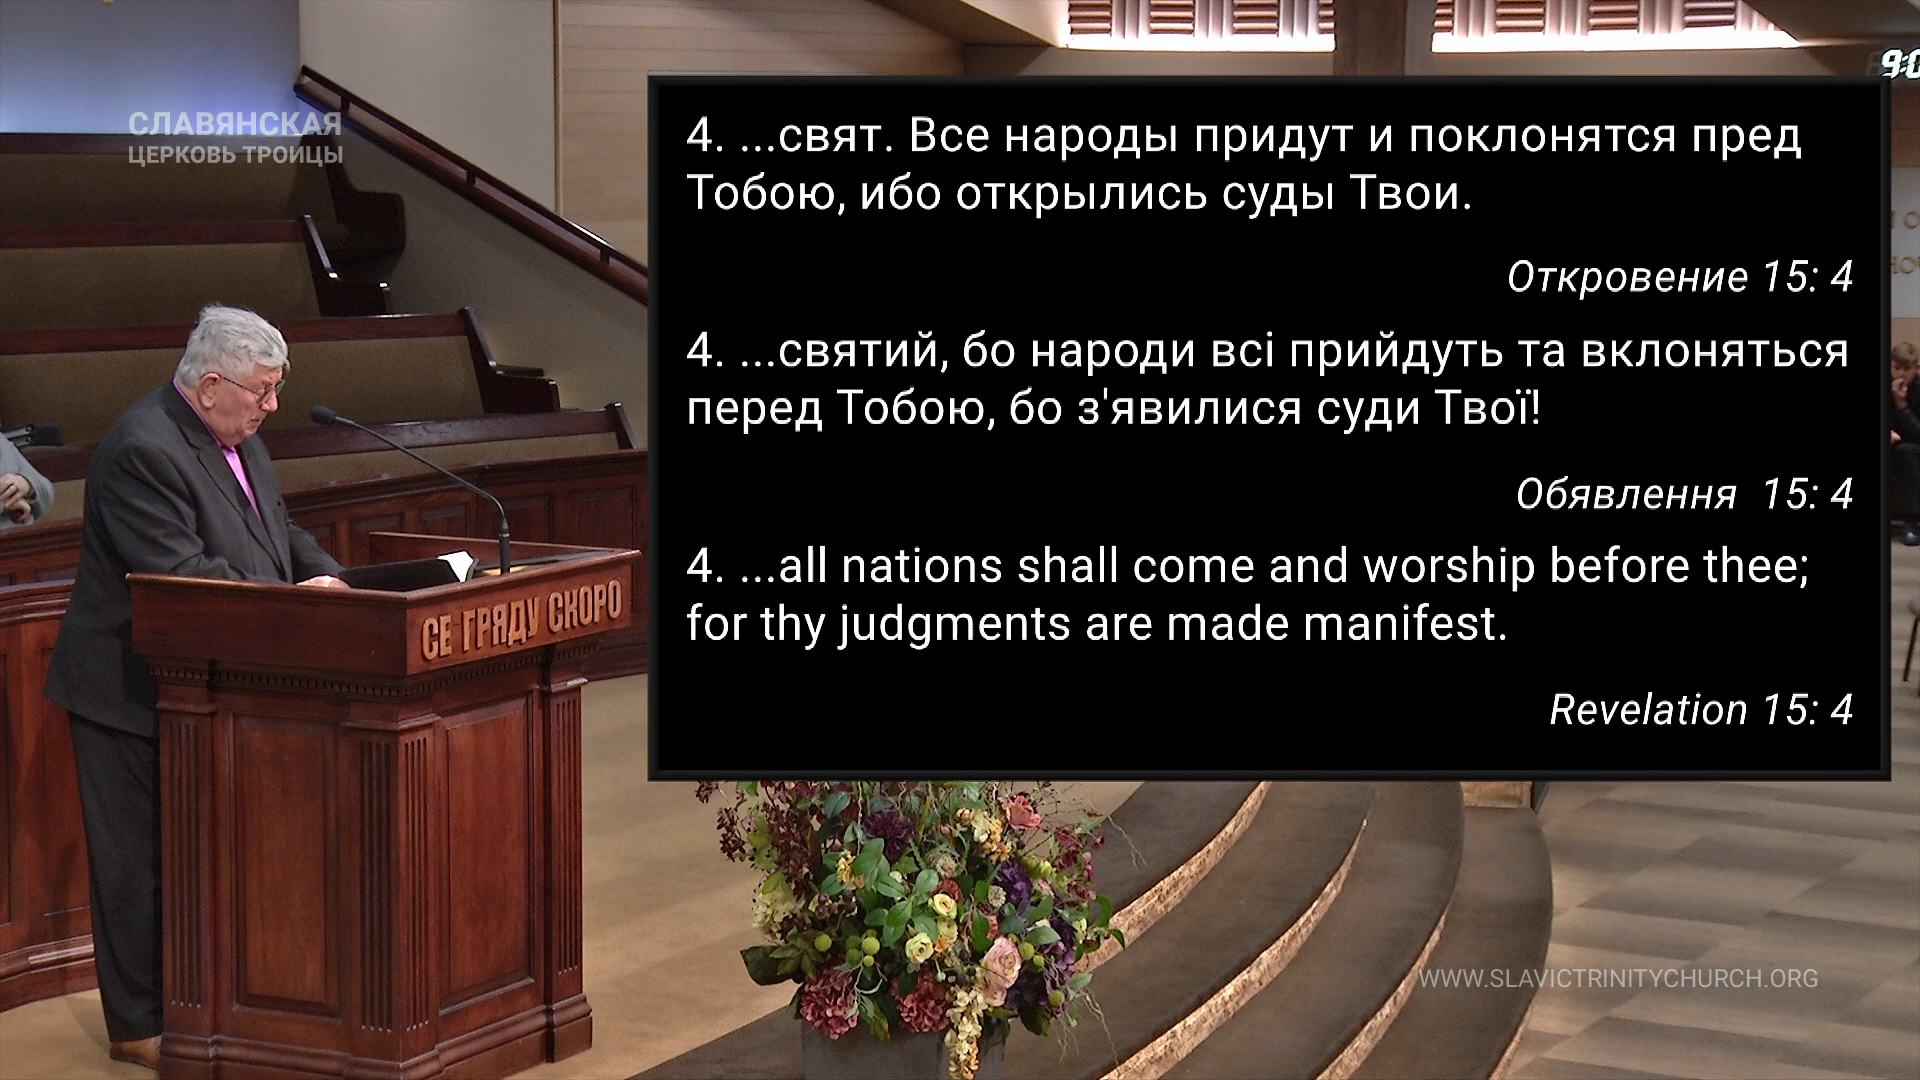 СЛАВЯНСКАЯ
ЦЕРКОВЬ ТРОИЦЫ
4. ...свят. Все народы придут и поклонятся пред
Тобою, ибо открылись суды Твои.
Откровение 15: 4
4. ...святий, бо народи всі прийдуть та вклоняться
перед Тобою, бо з'явилися суди Твої!
Обявлення 15: 4
4. ...all nations shall come and worship before thee;
for thy judgments are made manifest.
Revelation 15: 4
СЕ ГРЯДУ СКОРО
WWW.SLAVICTRINITYCHURCH.ORG